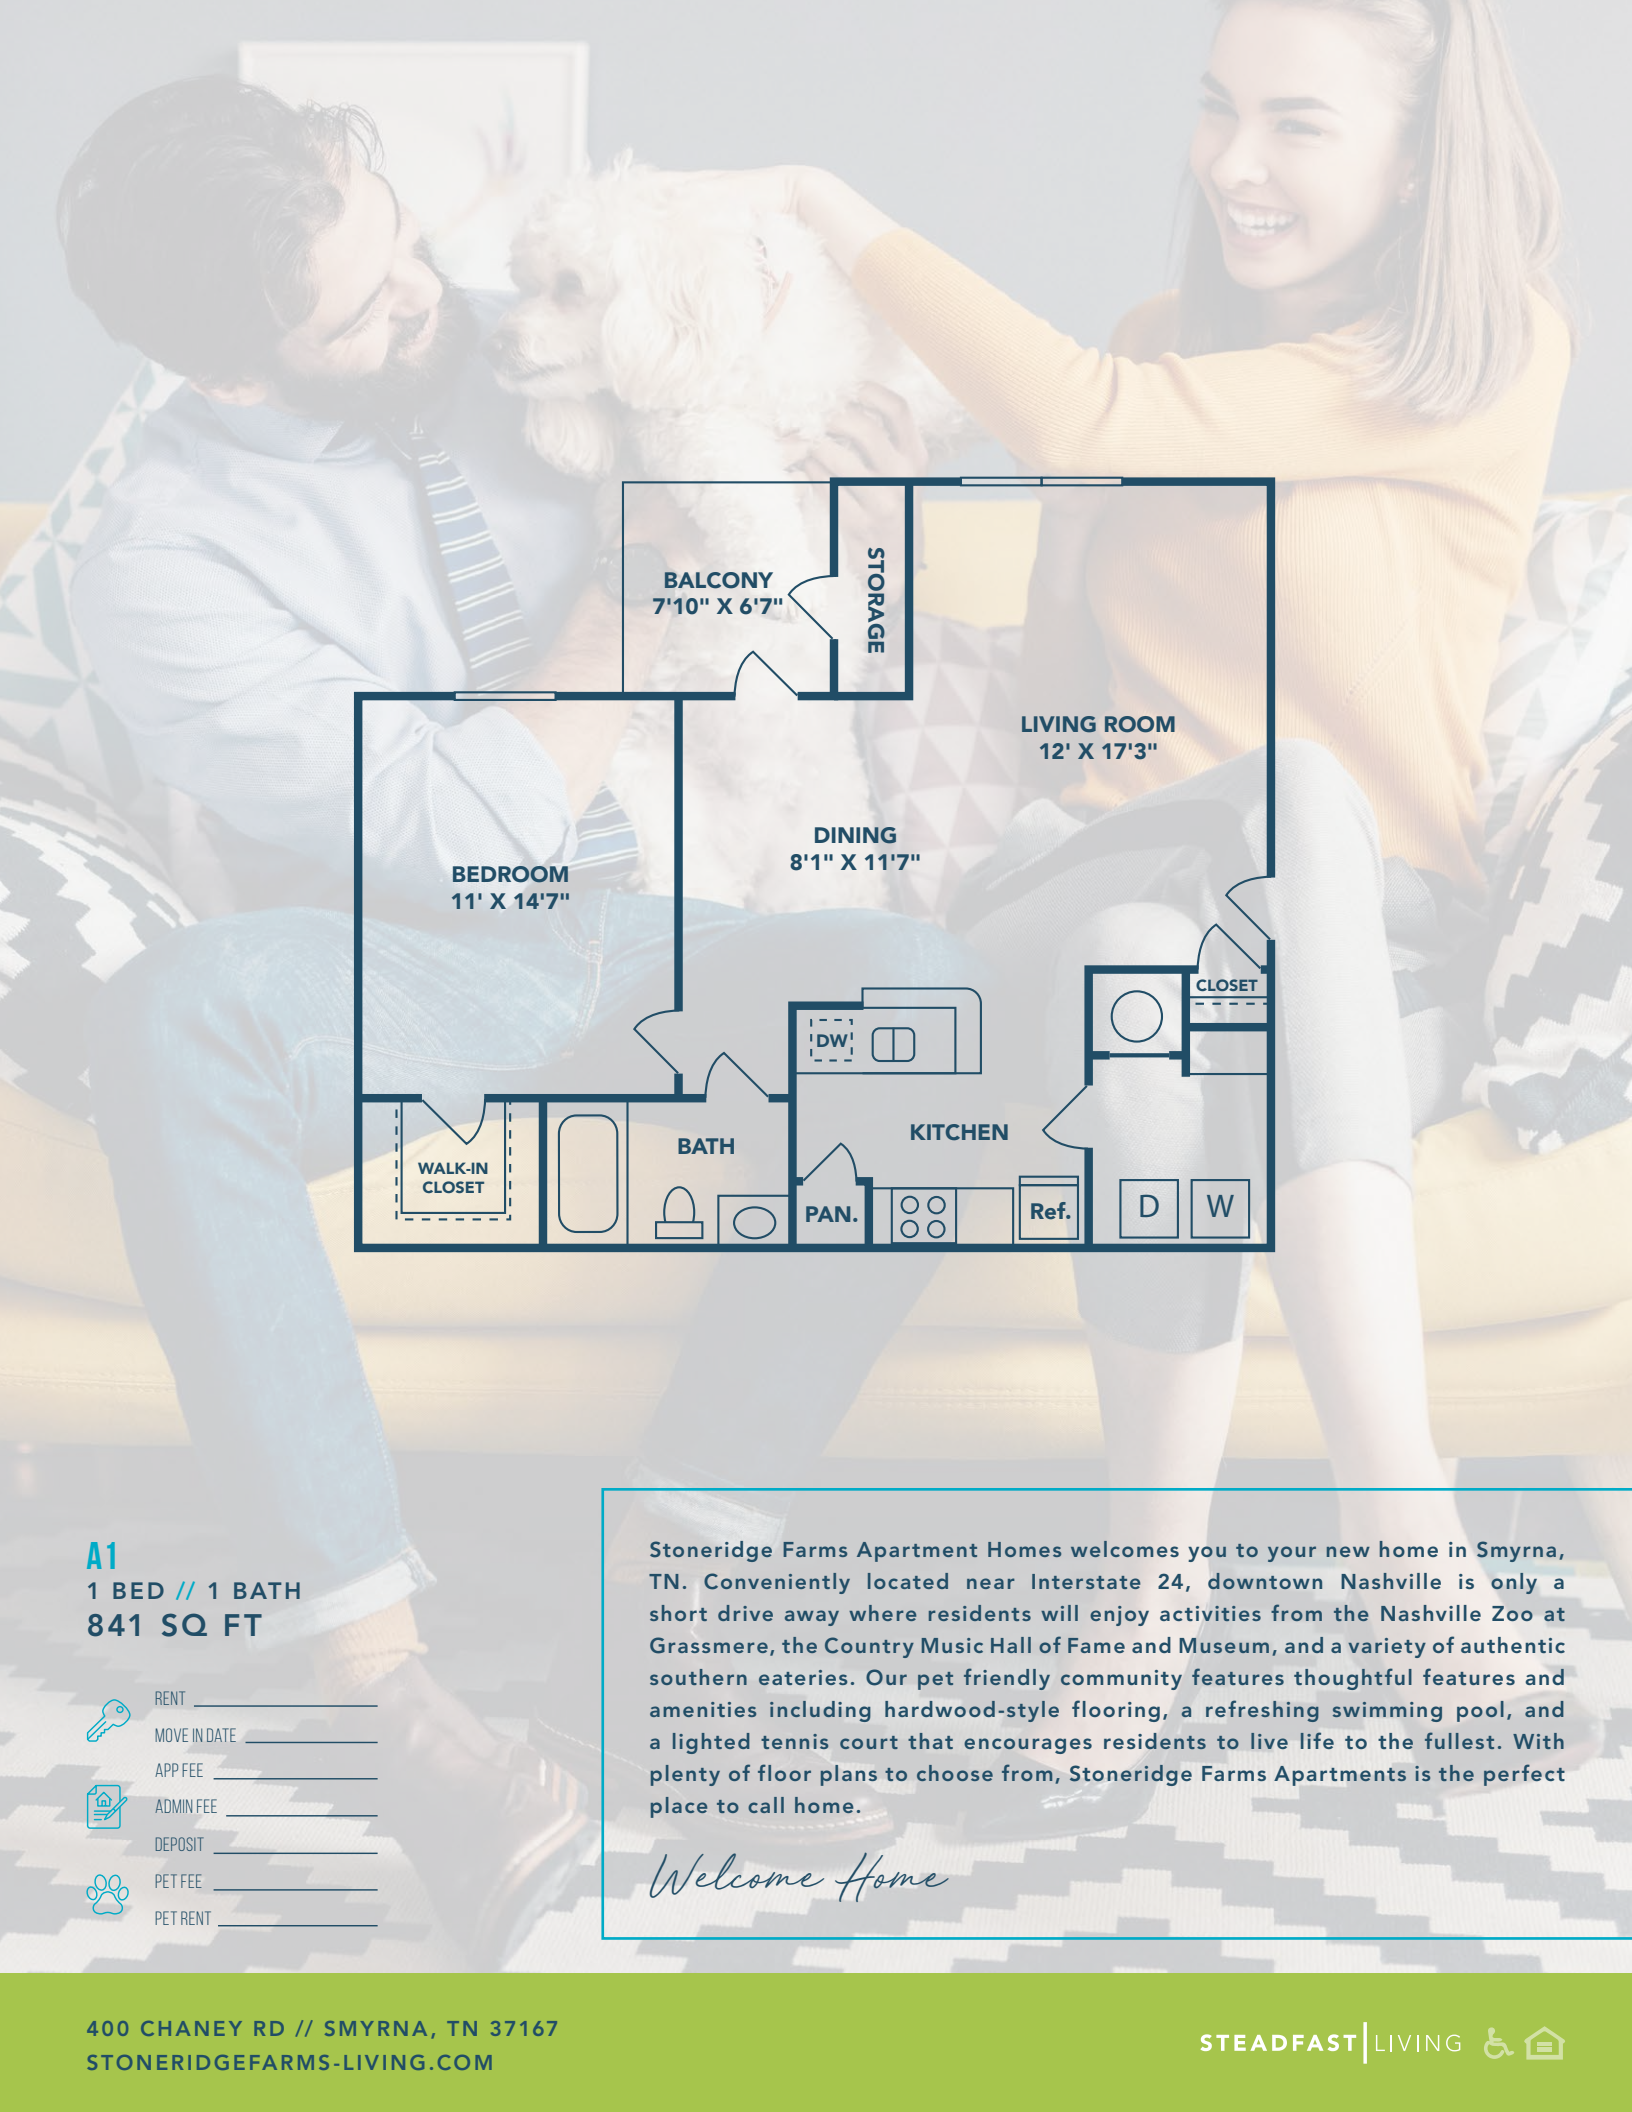 BALCONY
7'10" X 6'7"
STORAGE
LIVING ROOM
12' X 17'3"
DINING
8'1" X 11'7"
BEDROOM
11' X 14'7"
CLOSET
DW
BATH
KITCHEN
WALK-IN
CLOSET
PAN.
Ref.
D
W
A1
1 BED // 1 BATH
841 SQ FT
RENT
MOVE IN DATE
APP FEE
ADMIN FEE
DEPOSIT
PET FEE
PET RENT
Stoneridge Farms Apartment Homes welcomes you to your new home in Smyrna,
TN. Conveniently located near Interstate 24, downtown Nashville is only a
short drive away where residents will enjoy activities from the Nashville Zoo at
Grassmere, the Country Music Hall of Fame and Museum, and a variety of authentic
southern eateries. Our pet friendly community features thoughtful features and
amenities including hardwood-style flooring, a refreshing swimming pool, and
a lighted tennis court that encourages residents to live life to the fullest. With
plenty of floor plans to choose from, Stoneridge Farms Apartments is the perfect
place to call home.
Welcome Home
400 CHANEY RD // SMYRNA, TN 37167
STONERIDGEFARMS-LIVING.COM
STEADFAST LIVING